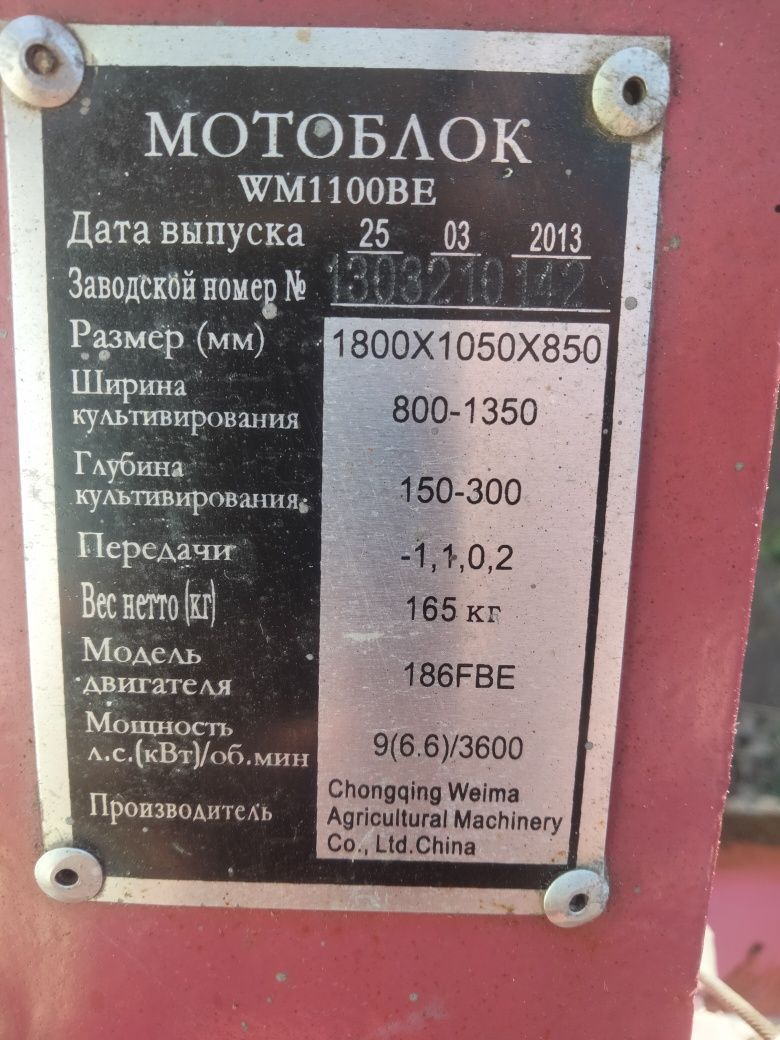 МОТОБЛОК
WM1100BE
Дата выпуска 25 03 2013
Заводской номер № 1303210142
Размер (мм) 1800X1050X850
Ширина
культивирования 800-1350
Глубина
культивирования 150-300
Передачи -1,1,0,2
Вес нетто (кг) 165 кг
Модель
двигателя 186FBE
Мощность
л.с.(кВт)/об.мин 9(6.6)/3600
Производитель Chongqing Weima
Agricultural Machinery
Co., Ltd.China